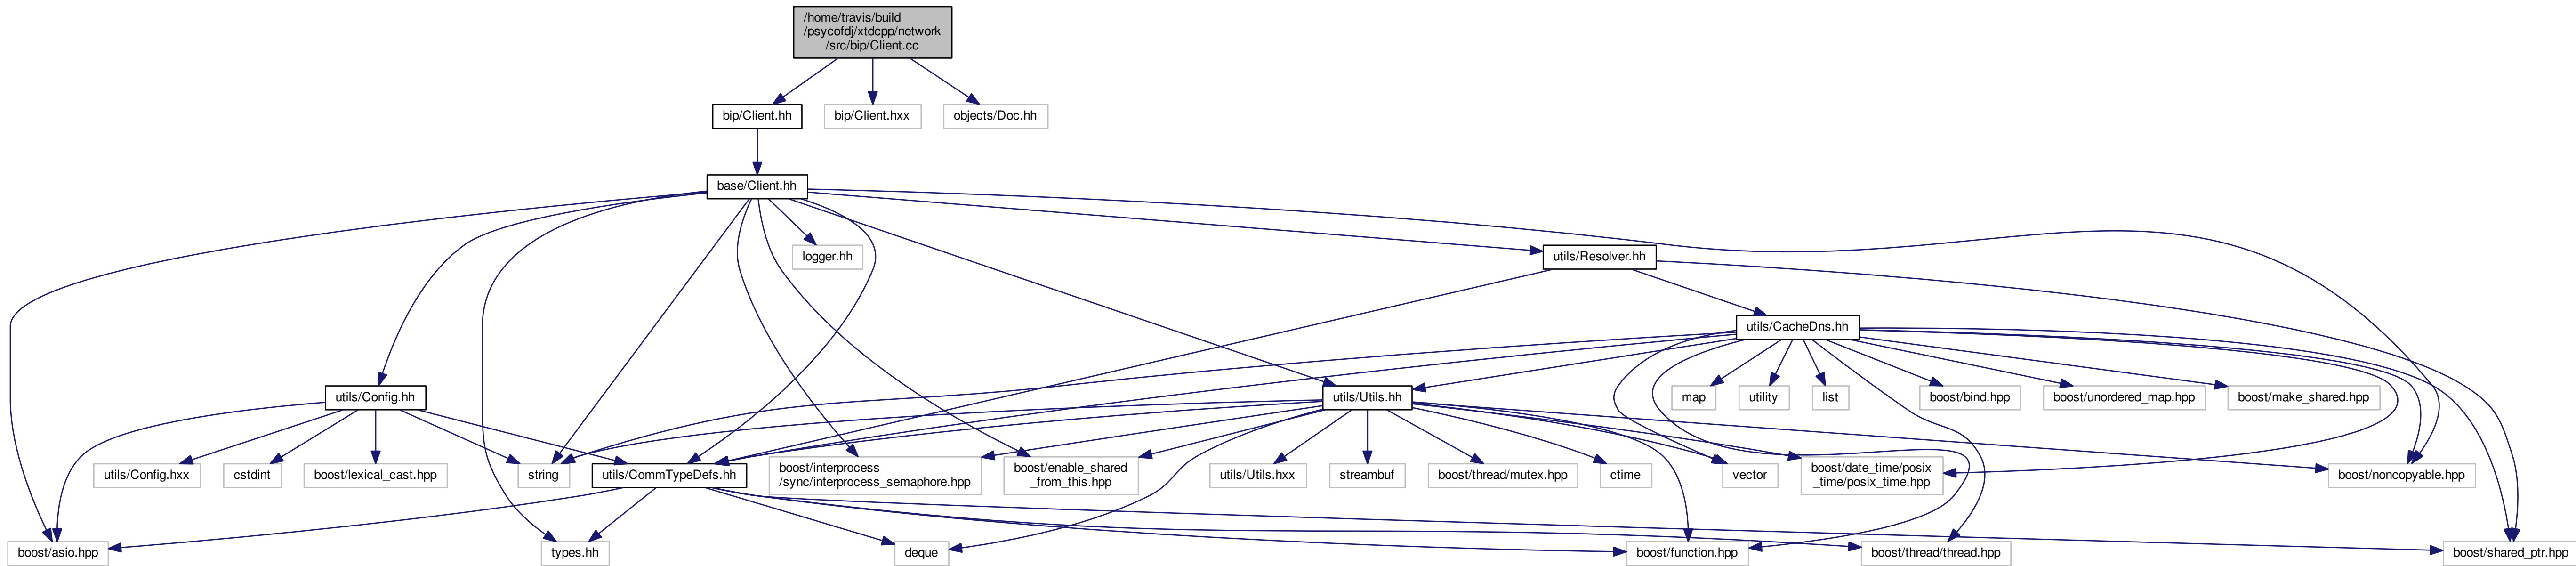 /home/travis/build
/psycofdj/xtdcpp/network
/src/bip/Client.cc
bip/Client.hh
bip/Client.hxx
objects/Doc.hh
base/Client.hh
logger.hh
utils/Resolver.hh
utils/CacheDns.hh
utils/Config.hh
utils/Utils.hh
map
utility
list
boost/bind.hpp
boost/unordered_map.hpp
boost/make_shared.hpp
utils/Config.hxx
cstdint
boost/lexical_cast.hpp
string
utils/CommTypeDefs.hh
boost/interprocess
/sync/interprocess_semaphore.hpp
boost/enable_shared
_from_this.hpp
utils/Utils.hxx
streambuf
boost/thread/mutex.hpp
ctime
vector
boost/date_time/posix
_time/posix_time.hpp
boost/noncopyable.hpp
boost/asio.hpp
types.hh
deque
boost/function.hpp
boost/thread/thread.hpp
boost/shared_ptr.hpp